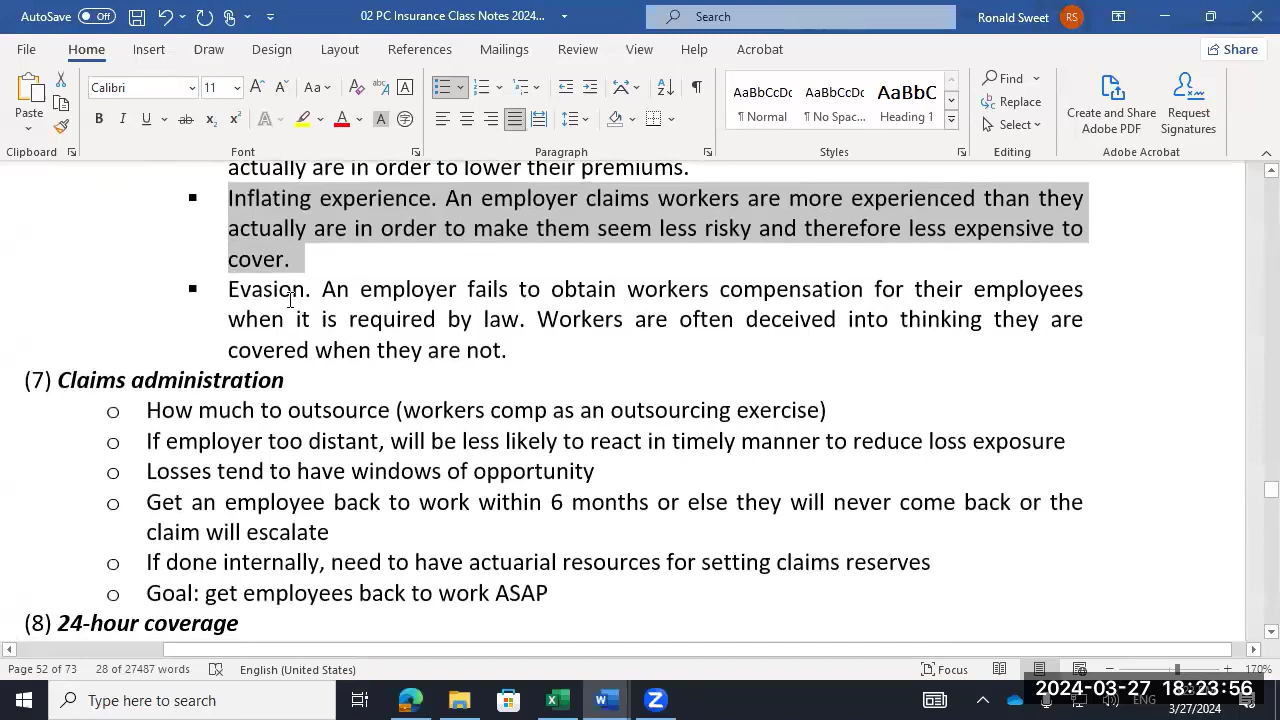 AutoSave Off 02 PC Insurance Class Notes 2024... Search Ronald Sweet RS
File Home Insert Draw Design Layout References Mailings Review View Help Acrobat Share
Paste Calibri 11 Aa AaBbCcDc AaBbCcDc AaBbC Find Replace Select Create and Share Adobe PDF Request Signatures
B I U ab x₂ x² A A A ¶ Normal ¶ No Spac... Heading 1
Clipboard Font Paragraph Styles Editing Adobe Acrobat
actually are in order to lower their premiums.
▪ Inflating experience. An employer claims workers are more experienced than they
actually are in order to make them seem less risky and therefore less expensive to
cover.
▪ Evasion. An employer fails to obtain workers compensation for their employees
when it is required by law. Workers are often deceived into thinking they are
covered when they are not.
(7) Claims administration
o How much to outsource (workers comp as an outsourcing exercise)
o If employer too distant, will be less likely to react in timely manner to reduce loss exposure
o Losses tend to have windows of opportunity
o Get an employee back to work within 6 months or else they will never come back or the
claim will escalate
o If done internally, need to have actuarial resources for setting claims reserves
o Goal: get employees back to work ASAP
(8) 24-hour coverage
Page 52 of 73 28 of 27487 words English (United States) Focus 170%
Type here to search ENG 2024-03-27 18:23:56
3/27/2024